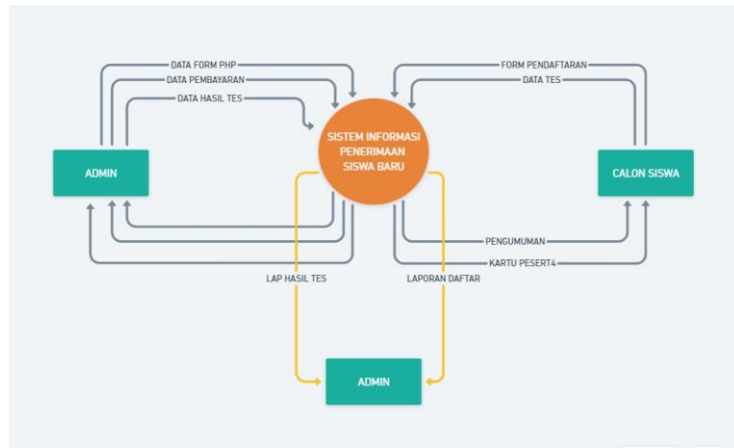 DATA FORM PHP
DATA PEMBAYARAN
DATA HASIL TES
FORM PENDAFTARAN
DATA TES
SISTEM INFORMASI
PENERIMAAN
SISWA BARU
ADMIN
CALON SISWA
PENGUMUMAN
KARTU PESERT4
LAP HASIL TES
LAPORAN DAFTAR
ADMIN